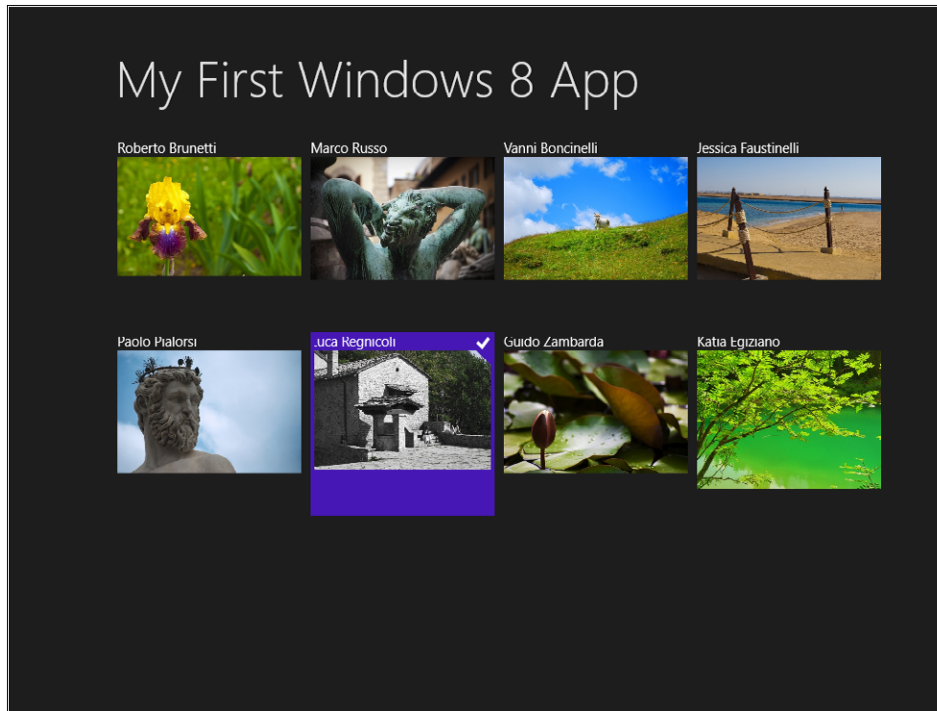 My First Windows 8 App
Roberto Brunetti
Marco Russo
Vanni Boncinelli
Jessica Faustinelli
Paolo Pialorsi
Luca Regnicoli
Guido Zambarda
Katia Egiziano